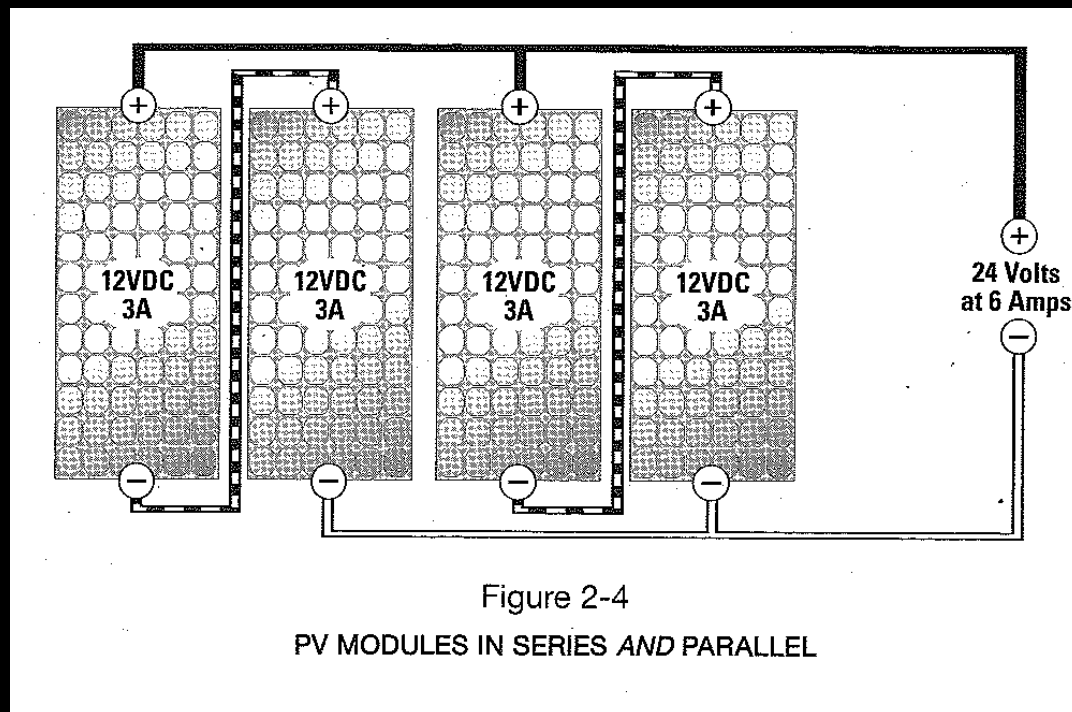 +
+
+
+
12VDC
3A
12VDC
3A
12VDC
3A
12VDC
3A
+
24 Volts
at 6 Amps
−
−
−
−
−
Figure 2-4
PV MODULES IN SERIES AND PARALLEL